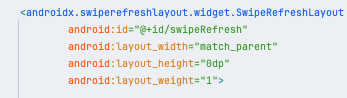 <androidx.swiperefreshlayout.widget.SwipeRefreshLayout
android:id="@+id/swipeRefresh"
android:layout_width="match_parent"
android:layout_height="0dp"
android:layout_weight="1">